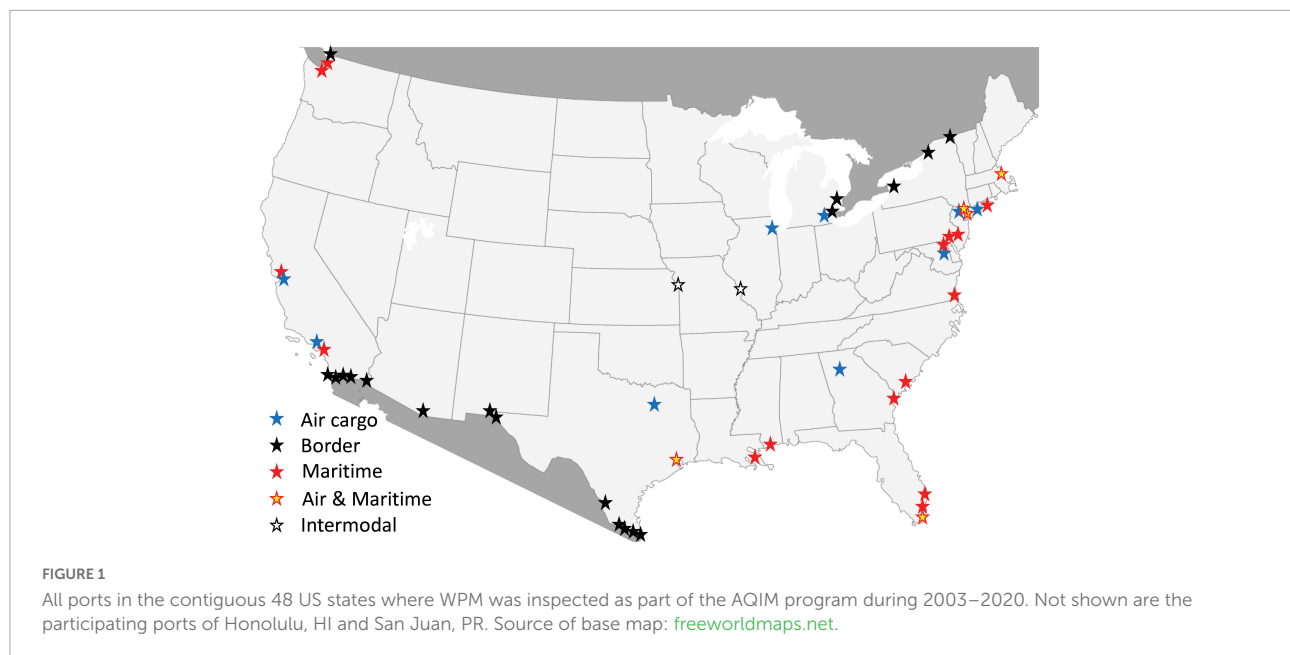 Air cargo
Border
Maritime
Air & Maritime
Intermodal
FIGURE 1
All ports in the contiguous 48 US states where WPM was inspected as part of the AQIM program during 2003–2020. Not shown are the
participating ports of Honolulu, HI and San Juan, PR. Source of base map: freeworldmaps.net.